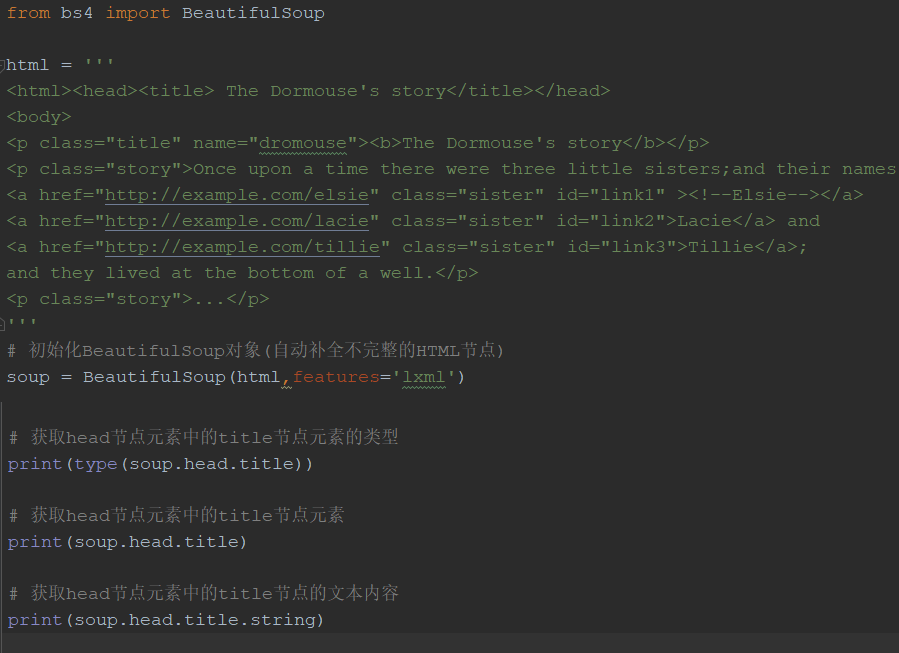 from bs4 import BeautifulSoup
html = '''
<html><head><title> The Dormouse's story</title></head>
<body>
<p class="title" name="dromouse"><b>The Dormouse's story</b></p>
<p class="story">Once upon a time there were three little sisters;and their names
<a href="http://example.com/elsie" class="sister" id="link1" ><!--Elsie--></a>
<a href="http://example.com/lacie" class="sister" id="link2">Lacie</a> and
<a href="http://example.com/tillie" class="sister" id="link3">Tillie</a>;
and they lived at the bottom of a well.</p>
<p class="story">...</p>
'''
# 初始化BeautifulSoup对象(自动补全不完整的HTML节点)
soup = BeautifulSoup(html,features='lxml')
# 获取head节点元素中的title节点元素的类型
print(type(soup.head.title))
# 获取head节点元素中的title节点元素
print(soup.head.title)
# 获取head节点元素中的title节点的文本内容
print(soup.head.title.string)